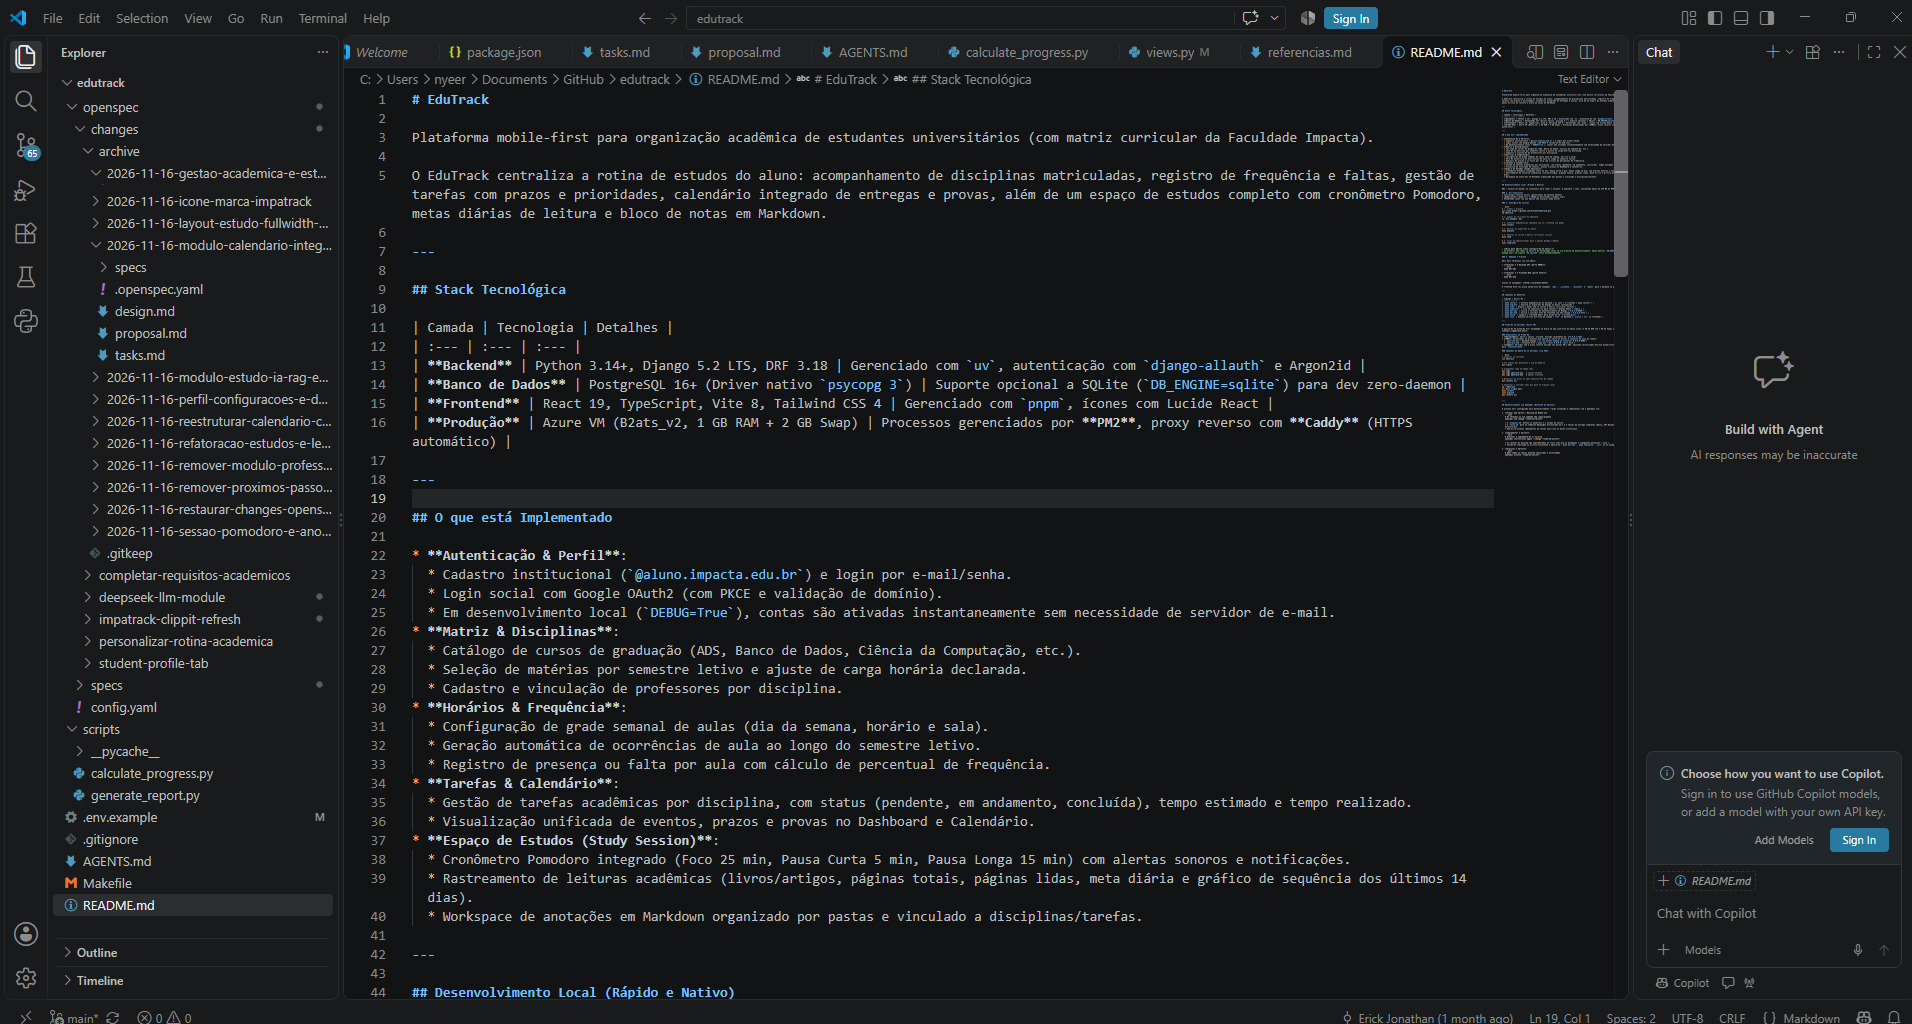 File Edit Selection View Go Run Terminal Help
edutrack
Sign In
Explorer
edutrack
openspec
changes
archive
2026-11-16-gestao-academica-e-est...
2026-11-16-icone-marca-impatrack
2026-11-16-layout-estudo-fullwidth-...
2026-11-16-modulo-calendario-integ...
specs
.openspec.yaml
design.md
proposal.md
tasks.md
2026-11-16-modulo-estudo-ia-rag-e...
2026-11-16-perfil-configuracoes-e-d...
2026-11-16-reestruturar-calendario-c...
2026-11-16-refatoracao-estudos-e-le...
2026-11-16-remover-modulo-profess...
2026-11-16-remover-proximos-passo...
2026-11-16-restaurar-changes-opens...
2026-11-16-sessao-pomodoro-e-ano...
.gitkeep
completar-requisitos-academicos
deepseek-llm-module
impatrack-clippit-refresh
personalizar-rotina-academica
student-profile-tab
specs
config.yaml
scripts
__pycache__
calculate_progress.py
generate_report.py
.env.example M
.gitignore
AGENTS.md
Makefile
README.md
Outline
Timeline
65
Welcome package.json tasks.md proposal.md AGENTS.md calculate_progress.py views.py M referencias.md README.md
C: > Users > nyeer > Documents > GitHub > edutrack > README.md > # EduTrack > ## Stack Tecnológica
Text Editor
1 # EduTrack
2
3 Plataforma mobile-first para organização acadêmica de estudantes universitários (com matriz curricular da Faculdade Impacta).
4
5 O EduTrack centraliza a rotina de estudos do aluno: acompanhamento de disciplinas matriculadas, registro de frequência e faltas, gestão de
tarefas com prazos e prioridades, calendário integrado de entregas e provas, além de um espaço de estudos completo com cronômetro Pomodoro,
metas diárias de leitura e bloco de notas em Markdown.
6
7 ---
8
9 ## Stack Tecnológica
10
11 | Camada | Tecnologia | Detalhes |
12 | :--- | :--- | :--- |
13 | **Backend** | Python 3.14+, Django 5.2 LTS, DRF 3.18 | Gerenciado com `uv`, autenticação com `django-allauth` e Argon2id |
14 | **Banco de Dados** | PostgreSQL 16+ (Driver nativo `psycopg 3`) | Suporte opcional a SQLite (`DB_ENGINE=sqlite`) para dev zero-daemon |
15 | **Frontend** | React 19, TypeScript, Vite 8, Tailwind CSS 4 | Gerenciado com `pnpm`, ícones com Lucide React |
16 | **Produção** | Azure VM (B2ats_v2, 1 GB RAM + 2 GB Swap) | Processos gerenciados por **PM2**, proxy reverso com **Caddy** (HTTPS
automático) |
17
18 ---
19
20 ## O que está Implementado
21
22 * **Autenticação & Perfil**:
23 * Cadastro institucional (`@aluno.impacta.edu.br`) e login por e-mail/senha.
24 * Login social com Google OAuth2 (com PKCE e validação de domínio).
25 * Em desenvolvimento local (`DEBUG=True`), contas são ativadas instantaneamente sem necessidade de servidor de e-mail.
26 * **Matriz & Disciplinas**:
27 * Catálogo de cursos de graduação (ADS, Banco de Dados, Ciência da Computação, etc.).
28 * Seleção de matérias por semestre letivo e ajuste de carga horária declarada.
29 * Cadastro e vinculação de professores por disciplina.
30 * **Horários & Frequência**:
31 * Configuração de grade semanal de aulas (dia da semana, horário e sala).
32 * Geração automática de ocorrências de aula ao longo do semestre letivo.
33 * Registro de presença ou falta por aula com cálculo de percentual de frequência.
34 * **Tarefas & Calendário**:
35 * Gestão de tarefas acadêmicas por disciplina, com status (pendente, em andamento, concluída), tempo estimado e tempo realizado.
36 * Visualização unificada de eventos, prazos e provas no Dashboard e Calendário.
37 * **Espaço de Estudos (Study Session)**:
38 * Cronômetro Pomodoro integrado (Foco 25 min, Pausa Curta 5 min, Pausa Longa 15 min) com alertas sonoros e notificações.
39 * Rastreamento de leituras acadêmicas (livros/artigos, páginas totais, páginas lidas, meta diária e gráfico de sequência dos últimos 14
dias).
40 * Workspace de anotações em Markdown organizado por pastas e vinculado a disciplinas/tarefas.
41
42 ---
43
44 ## Desenvolvimento Local (Rápido e Nativo)
Chat
Build with Agent
AI responses may be inaccurate
Choose how you want to use Copilot.
Sign in to use GitHub Copilot models,
or add a model with your own API key.
Add Models Sign In
README.md
Chat with Copilot
Models
Copilot
main* 0 0
Erick Jonathan (1 month ago) Ln 19, Col 1 Spaces: 2 UTF-8 CRLF {} Markdown